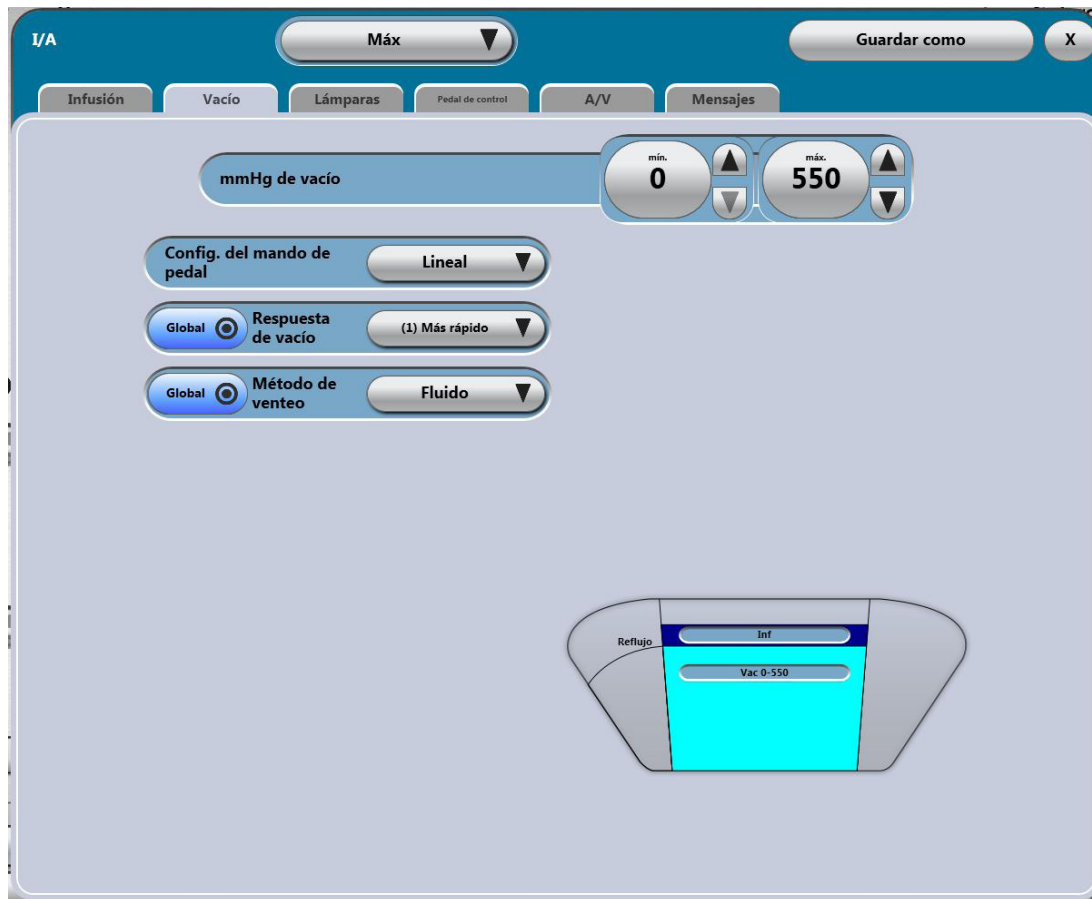 I/A
Máx
Guardar como
X
Infusión
Vacío
Lámparas
Pedal de control
A/V
Mensajes
mmHg de vacío
mín.
0
máx.
550
Config. del mando de
pedal
Lineal
Global
Respuesta
de vacío
(1) Más rápido
Global
Método de
venteo
Fluido
Reflujo
Inf
Vac 0-550